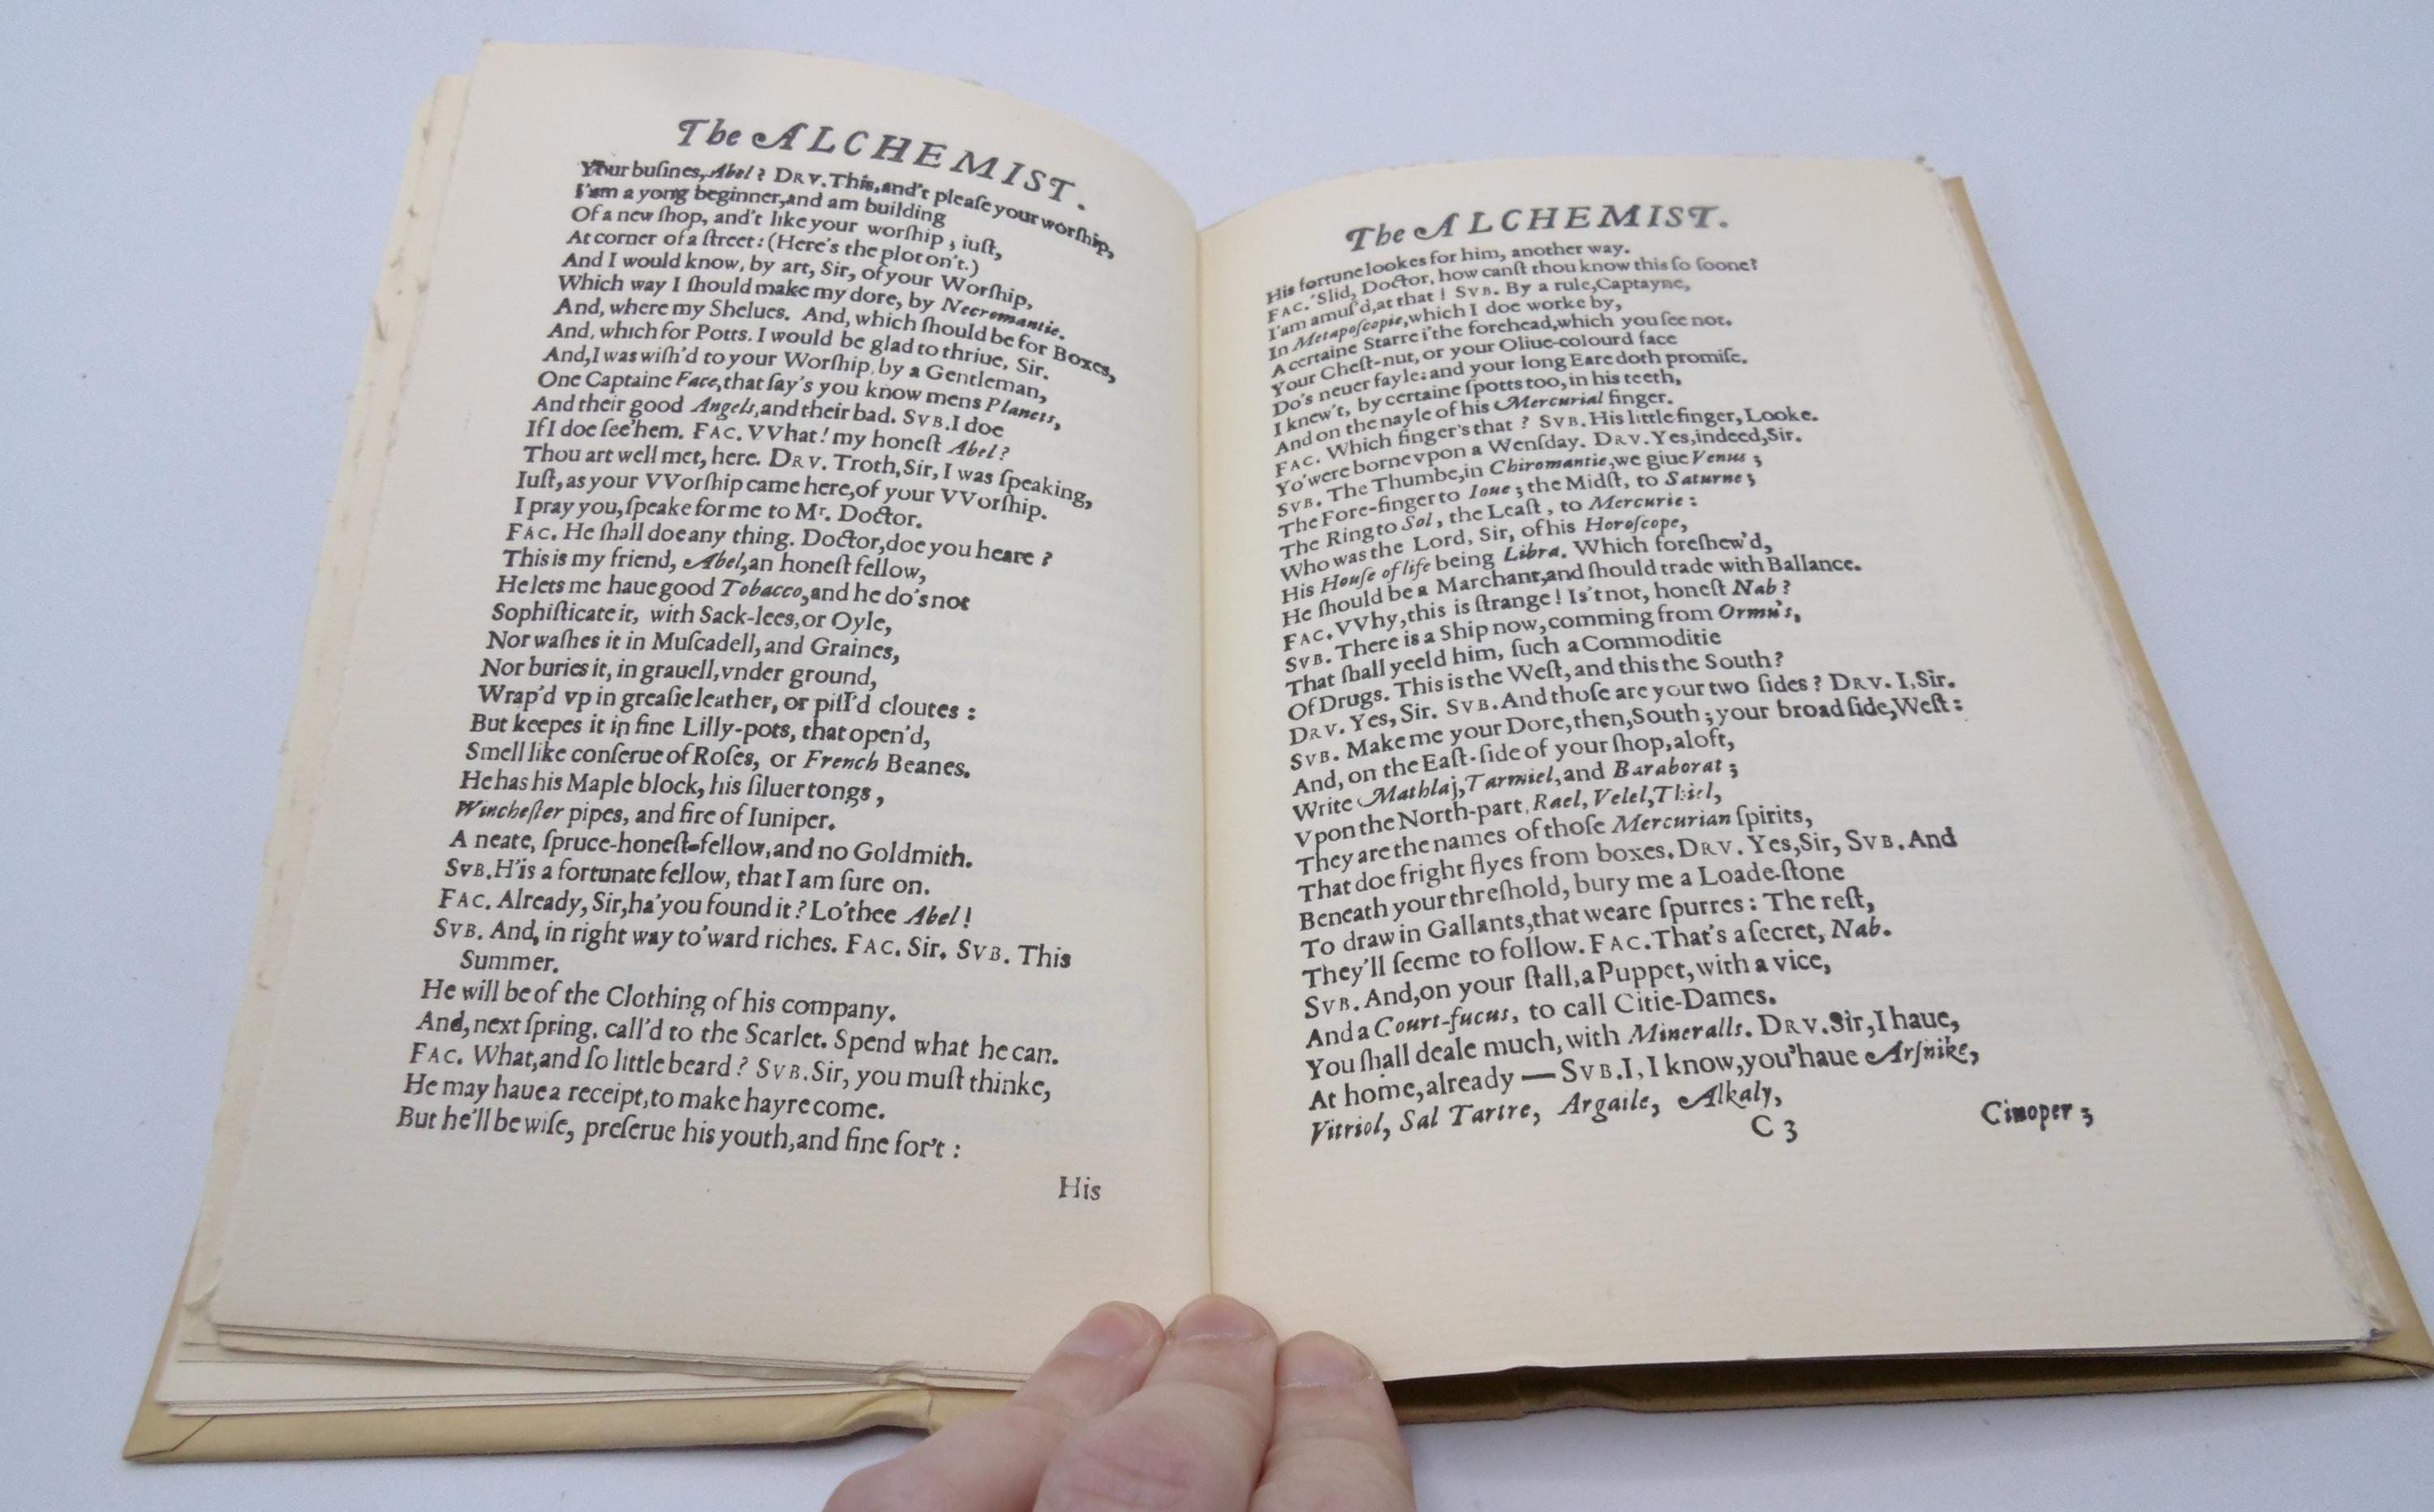 The ALCHEMIST.
Your buſines, Abel? DRV. This, and't pleaſe your worſhip,
I'am a yong beginner, and am building
Of a new ſhop, and't like your worſhip; iuſt,
At corner of a ſtreet: (Here's the plot on't.)
And I would know, by art, Sir, of your Worſhip,
Which way I ſhould make my dore, by Necromantie.
And, where my Shelues. And, which ſhould be for Boxes,
And, which for Potts. I would be glad to thriue, Sir.
And, I was wiſh'd to your Worſhip, by a Gentleman,
One Captaine Face, that ſay's you know mens Planets,
And their good Angels, and their bad. SVB. I doe
If I doe ſee'hem. FAC. VVhat! my honeſt Abel?
Thou art well met, here. DRV. Troth, Sir, I was ſpeaking,
Iuſt, as your VVorſhip came here, of your VVorſhip.
I pray you, ſpeake for me to Mr. Doctor.
FAC. He ſhall doe any thing. Doctor, doe you heare?
This is my friend, Abel, an honeſt fellow,
He lets me haue good Tobacco, and he do's not
Sophiſticate it, with Sack-lees, or Oyle,
Nor waſhes it in Muſcadell, and Graines,
Nor buries it, in grauell, vnder ground,
Wrap'd vp in greaſie leather, or piſſ'd cloutes:
But keepes it in fine Lilly-pots, that open'd,
Smell like conſerue of Roſes, or French Beanes.
He has his Maple block, his ſiluer tongs,
Wincheſter pipes, and fire of Iuniper.
A neate, ſpruce-honeſt-fellow, and no Goldmith.
SVB. H'is a fortunate fellow, that I am ſure on.
FAC. Already, Sir, ha'you found it? Lo'thee Abel!
SVB. And, in right way to'ward riches. FAC. Sir. SVB. This
Summer.
He will be of the Clothing of his company.
And, next ſpring, call'd to the Scarlet. Spend what he can.
FAC. What, and ſo little beard? SVB. Sir, you muſt thinke,
He may haue a receipt, to make hayre come.
But he'll be wiſe, preſerue his youth, and fine for't:
His
The ALCHEMIST.
His fortune lookes for him, another way.
FAC. 'Slid, Doctor, how canſt thou know this ſo ſoone?
I'am amuſ'd, at that! SVB. By a rule, Captayne,
In Metapoſcopie, which I doe worke by,
A certaine Starre i'the forehead, which you ſee not.
Your Cheſt-nut, or your Oliue-colourd face
Do's neuer fayle: and your long Eare doth promiſe.
I knew't, by certaine ſpotts too, in his teeth,
And on the nayle of his Mercurial finger.
FAC. Which finger's that? SVB. His little finger, Looke.
Yo'were borne vpon a Wenſday. DRV. Yes, indeed, Sir.
SVB. The Thumbe, in Chiromantie, we giue Venus;
The Fore-finger to Ioue; the Midſt, to Saturne;
The Ring to Sol, the Leaſt, to Mercurie:
Who was the Lord, Sir, of his Horoſcope,
His Houſe of life being Libra. Which foreſhew'd,
He ſhould be a Marchant, and ſhould trade with Ballance.
FAC. VVhy, this is ſtrange! Is't not, honeſt Nab?
SVB. There is a Ship now, comming from Ormu's,
That ſhall yeeld him, ſuch a Commoditie
Of Drugs. This is the Weſt, and this the South?
DRV. Yes, Sir. SVB. And thoſe are your two ſides? DRV. I, Sir.
SVB. Make me your Dore, then, South; your broad ſide, Weſt:
And, on the Eaſt-ſide of your ſhop, aloft,
Write Mathlaj, Tarmiel, and Baraborat;
Vpon the North-part, Rael, Velel, Thiel,
They are the names of thoſe Mercurian ſpirits,
That doe fright flyes from boxes. DRV. Yes, Sir, SVB. And
Beneath your threſhold, bury me a Loade-ſtone
To draw in Gallants, that weare ſpurres: The reſt,
They'll ſeeme to follow. FAC. That's a ſecret, Nab.
SVB. And, on your ſtall, a Puppet, with a vice,
And a Court-fucus, to call Citie-Dames.
You ſhall deale much, with Mineralls. DRV. Sir, I haue,
At home, already — SVB. I, I know, you'haue Arſnike,
Vitriol, Sal Tartre, Argaile, Alkaly,
C 3
Cinoper;